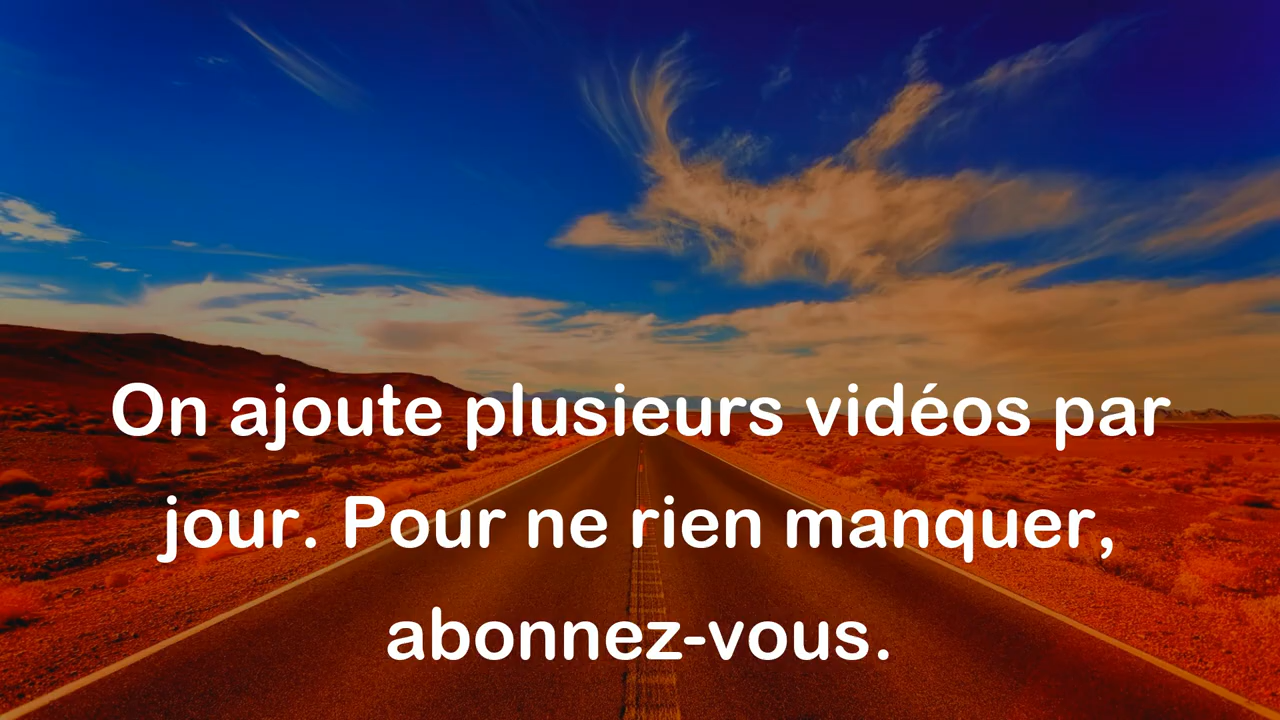 On ajoute plusieurs vidéos par
jour. Pour ne rien manquer,
abonnez-vous.